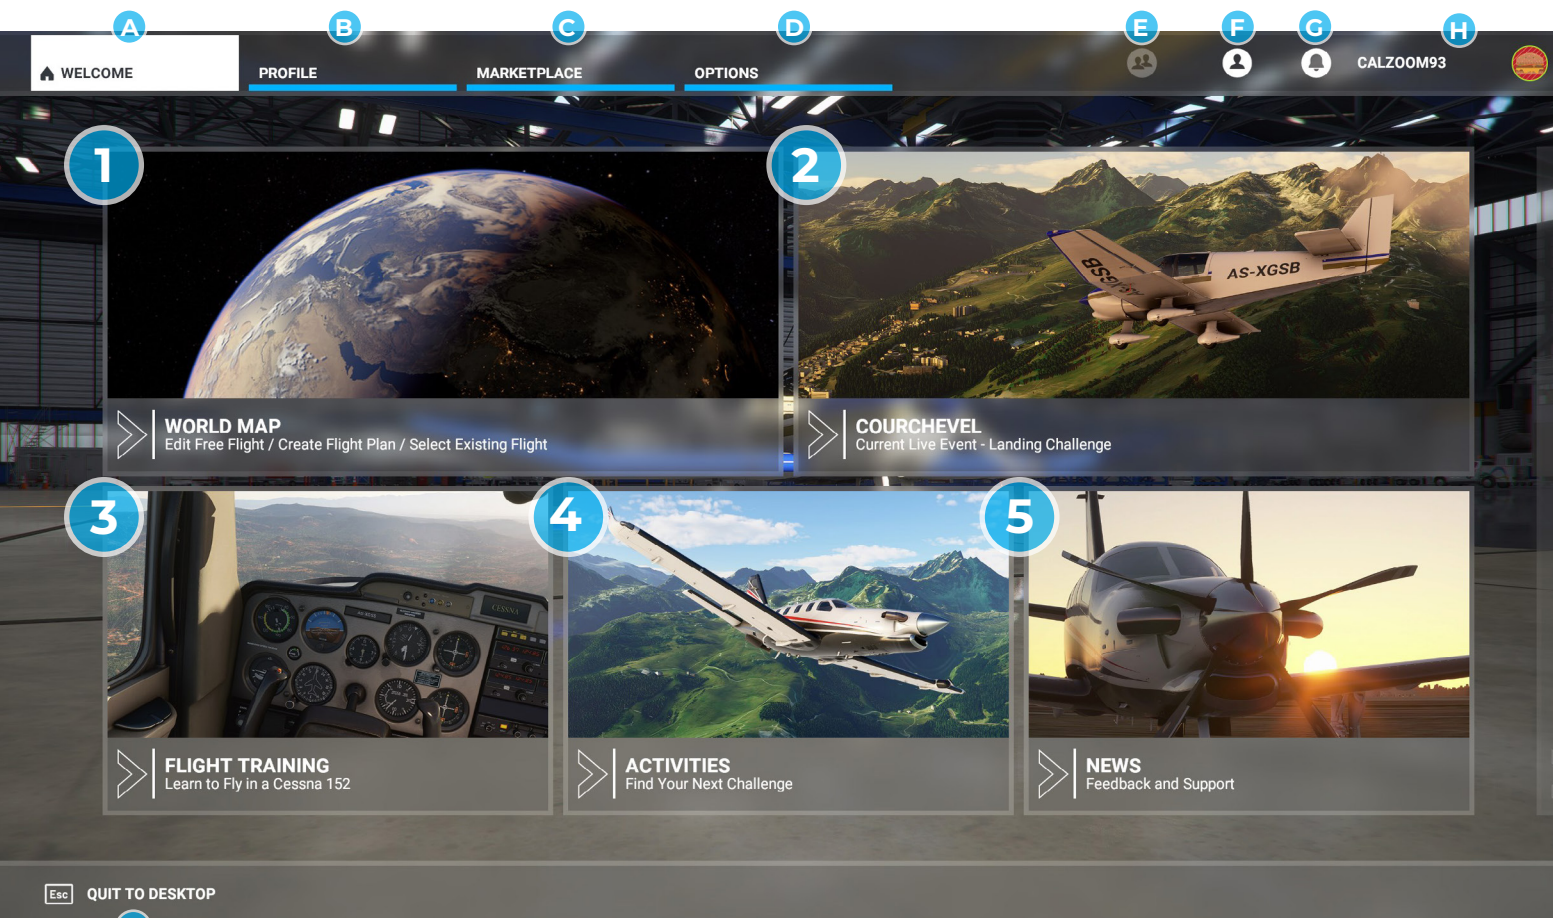 A
B
C
D
E
F
G
H
WELCOME
PROFILE
MARKETPLACE
OPTIONS
CALZOOM93
1
2
AS-XGSB
WORLD MAP
Edit Free Flight / Create Flight Plan / Select Existing Flight
COURCHEVEL
Current Live Event - Landing Challenge
3
4
5
CESSNA
FLIGHT TRAINING
Learn to Fly in a Cessna 152
ACTIVITIES
Find Your Next Challenge
NEWS
Feedback and Support
Esc QUIT TO DESKTOP